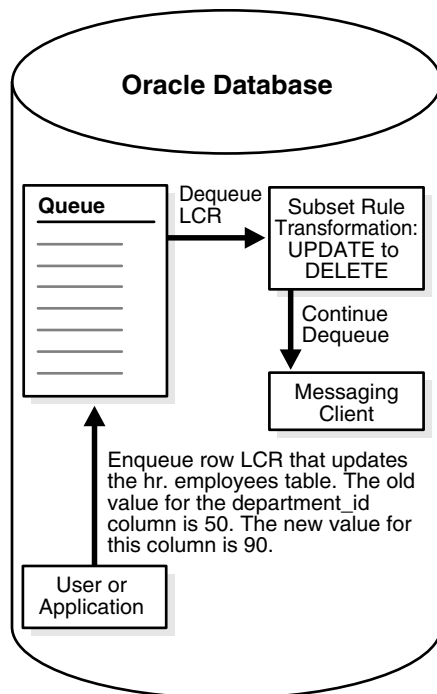 Oracle Database
Queue
Dequeue
LCR
Subset Rule
Transformation:
UPDATE to
DELETE
Continue
Dequeue
Messaging
Client
Enqueue row LCR that updates
the hr. employees table. The old
value for the department_id
column is 50. The new value for
this column is 90.
User or
Application